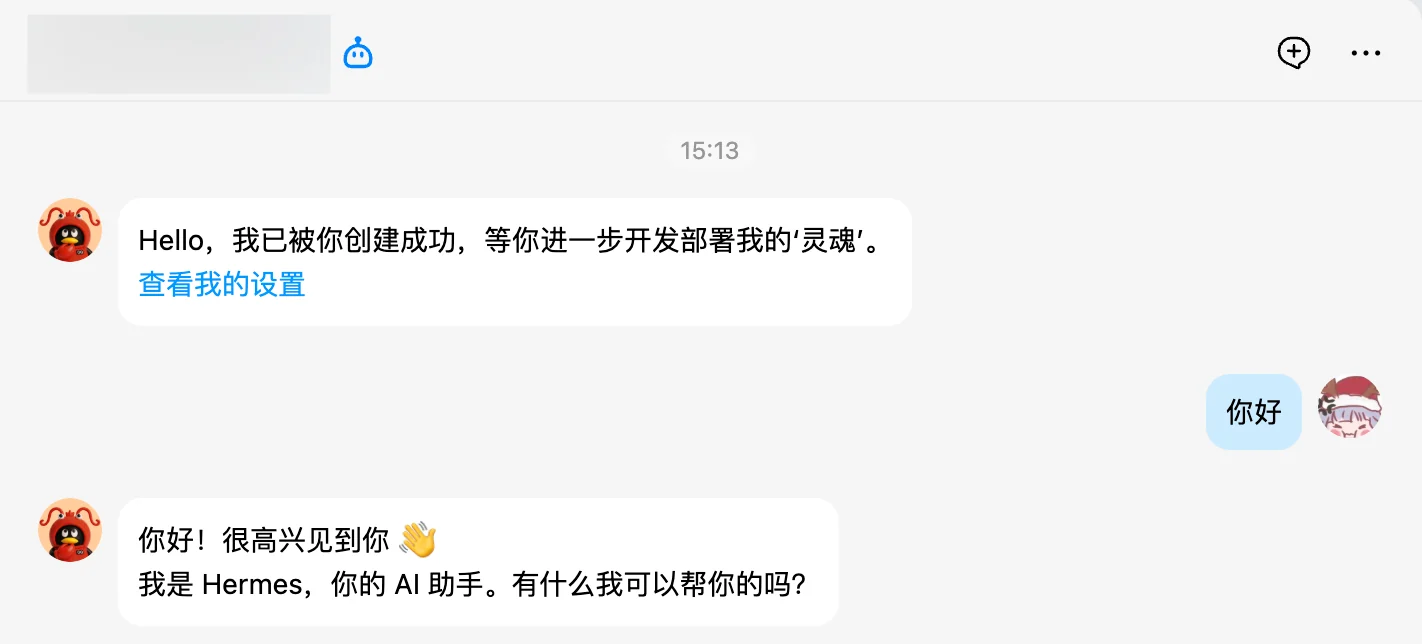 15:13
Hello，我已被你创建成功，等你进一步开发部署我的‘灵魂’。
查看我的设置
你好
你好！很高兴见到你 👋
我是 Hermes，你的 AI 助手。有什么我可以帮你的吗？